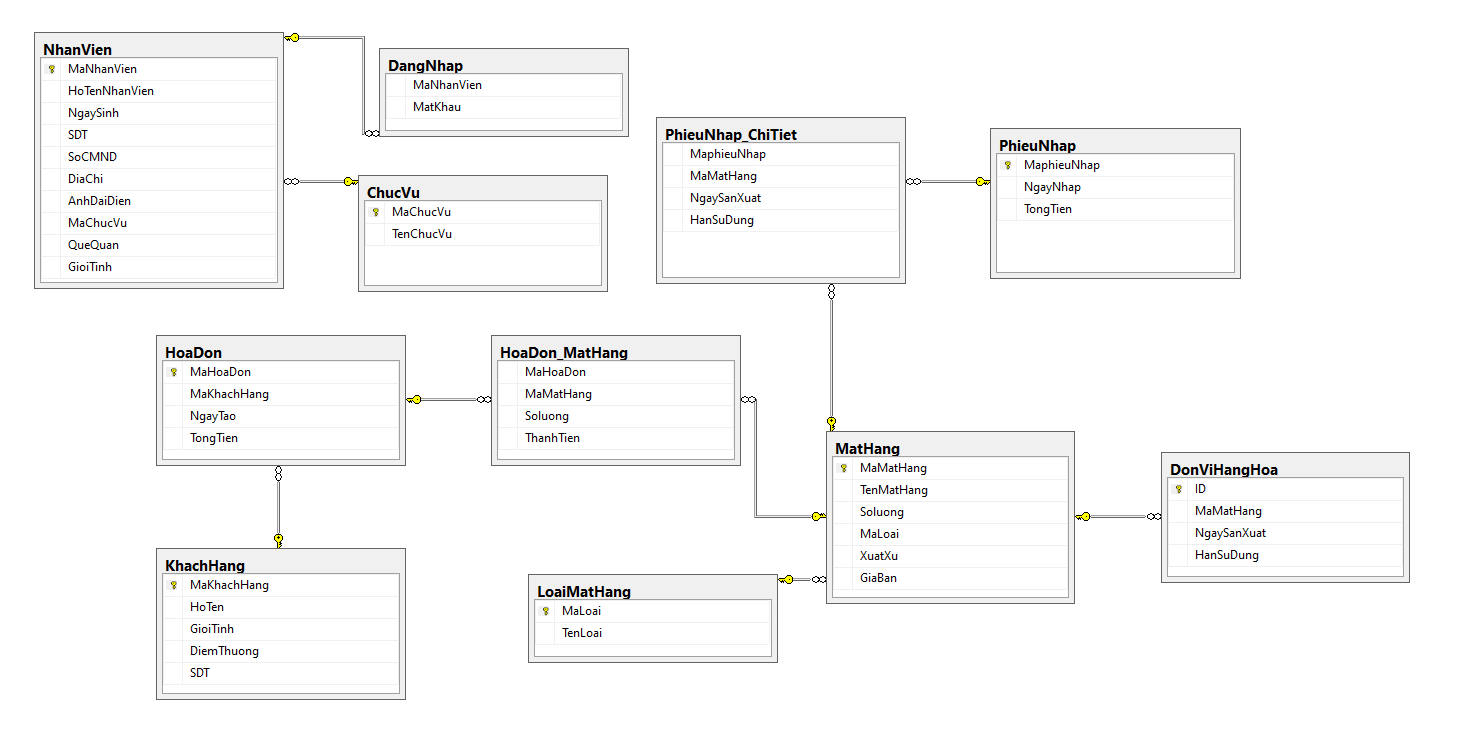 NhanVien
MaNhanVien
HoTenNhanVien
NgaySinh
SDT
SoCMND
DiaChi
AnhDaiDien
MaChucVu
QueQuan
GioiTinh
DangNhap
MaNhanVien
MatKhau
ChucVu
MaChucVu
TenChucVu
PhieuNhap_ChiTiet
MaphieuNhap
MaMatHang
NgaySanXuat
HanSuDung
PhieuNhap
MaphieuNhap
NgayNhap
TongTien
HoaDon
MaHoaDon
MaKhachHang
NgayTao
TongTien
HoaDon_MatHang
MaHoaDon
MaMatHang
Soluong
ThanhTien
MatHang
MaMatHang
TenMatHang
Soluong
MaLoai
XuatXu
GiaBan
DonViHangHoa
ID
MaMatHang
NgaySanXuat
HanSuDung
KhachHang
MaKhachHang
HoTen
GioiTinh
DiemThuong
SDT
LoaiMatHang
MaLoai
TenLoai